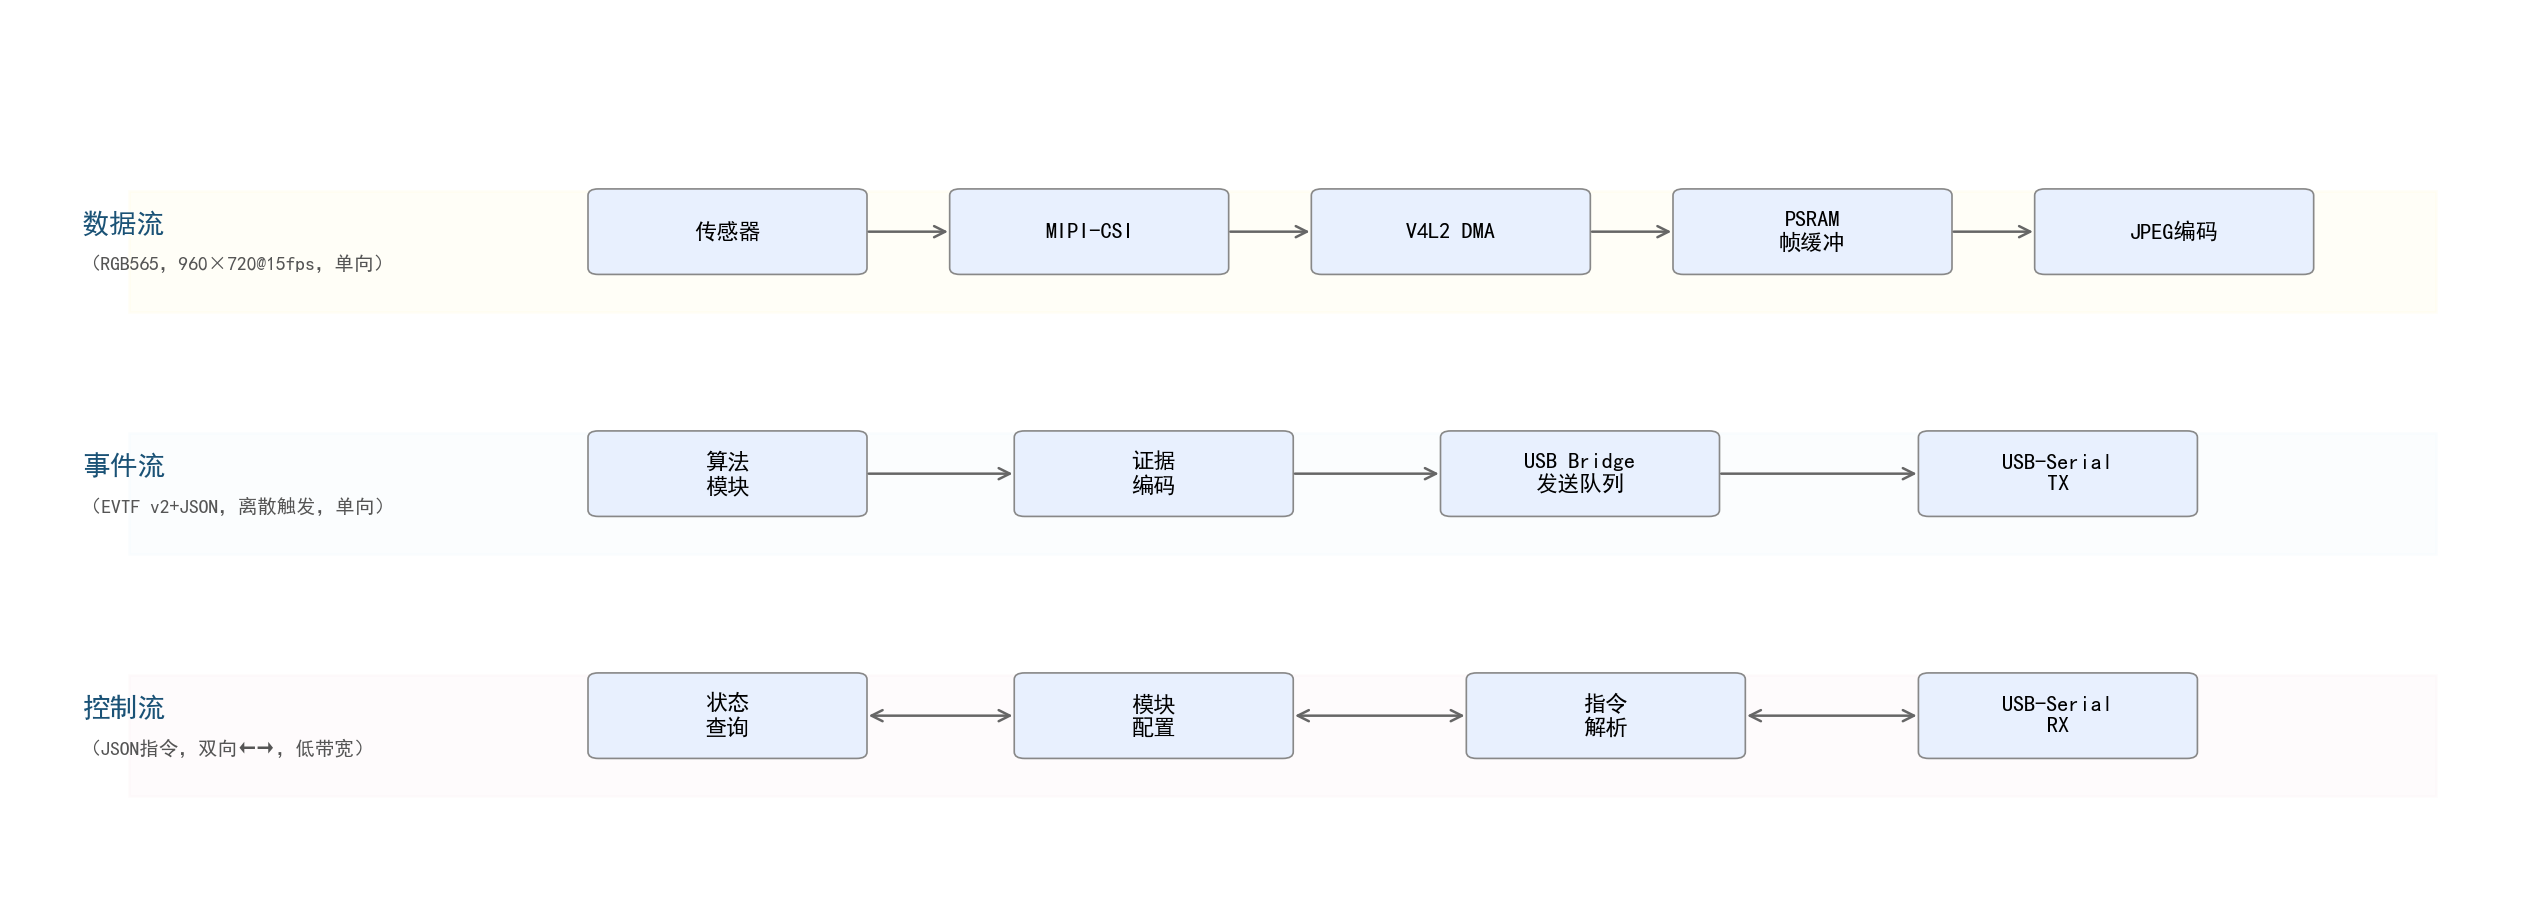 数据流
（RGB565，960×720@15fps，单向）
传感器
MIPI-CSI
V4L2 DMA
PSRAM
帧缓冲
JPEG编码
事件流
（EVTF v2+JSON，离散触发，单向）
算法
模块
证据
编码
USB Bridge
发送队列
USB-Serial
TX
控制流
（JSON指令，双向←→，低带宽）
状态
查询
模块
配置
指令
解析
USB-Serial
RX